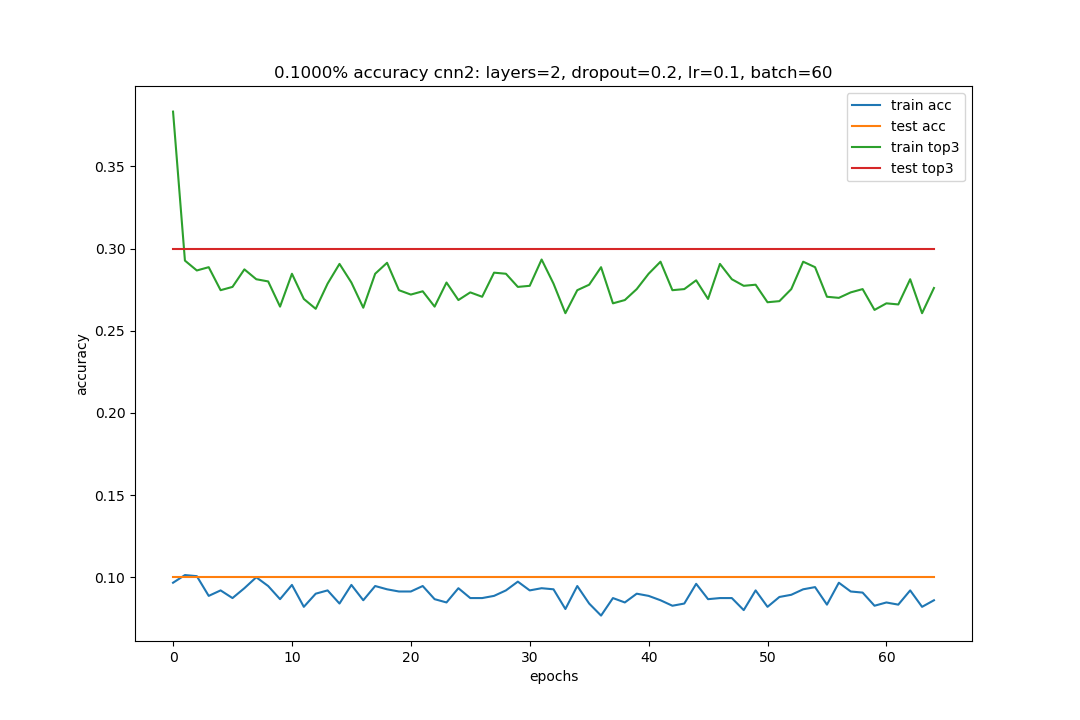 0.1000% accuracy cnn2: layers=2, dropout=0.2, lr=0.1, batch=60
train acc
test acc
train top3
test top3
0.35
0.30
0.25
0.20
0.15
0.10
accuracy
0 10 20 30 40 50 60
epochs